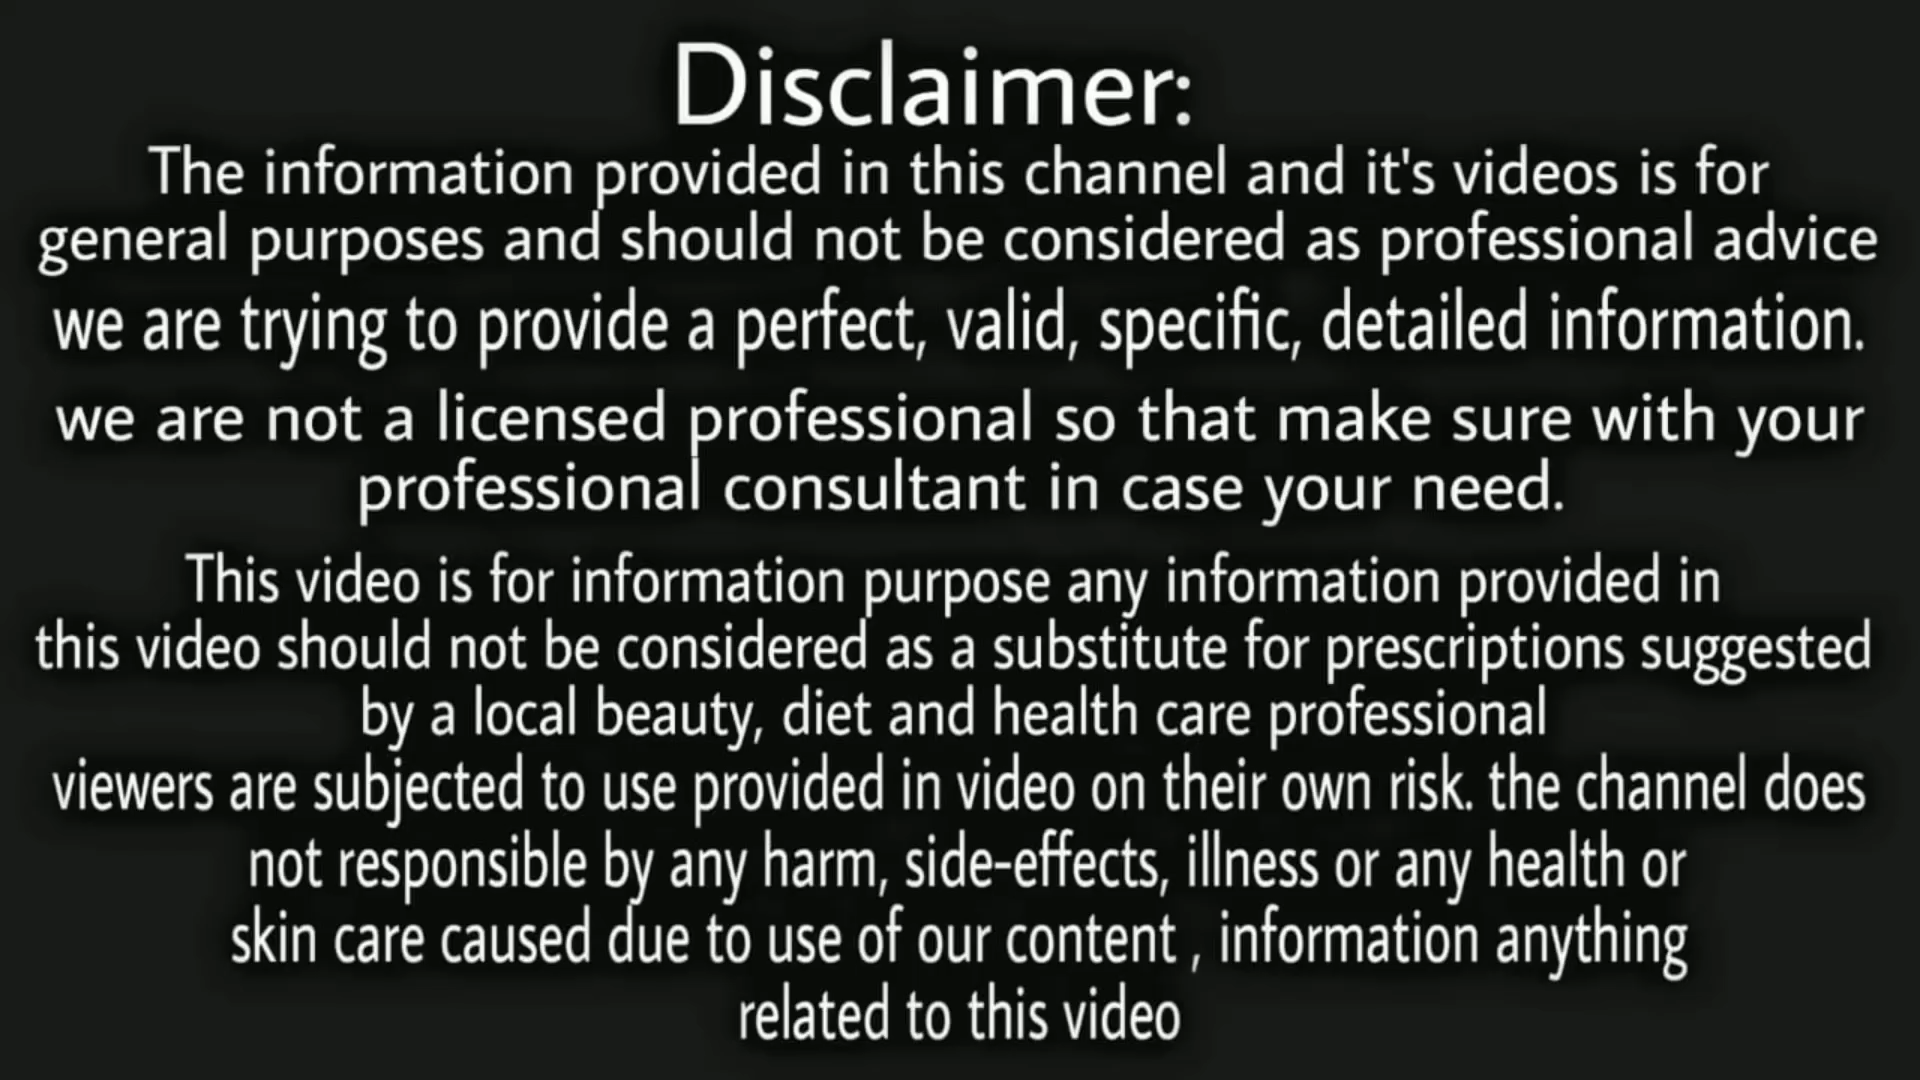 Disclaimer:
The information provided in this channel and it's videos is for
general purposes and should not be considered as professional advice
we are trying to provide a perfect, valid, specific, detailed information.
we are not a licensed professional so that make sure with your
professional consultant in case your need.
This video is for information purpose any information provided in
this video should not be considered as a substitute for prescriptions suggested
by a local beauty, diet and health care professional
viewers are subjected to use provided in video on their own risk. the channel does
not responsible by any harm, side-effects, illness or any health or
skin care caused due to use of our content , information anything
related to this video